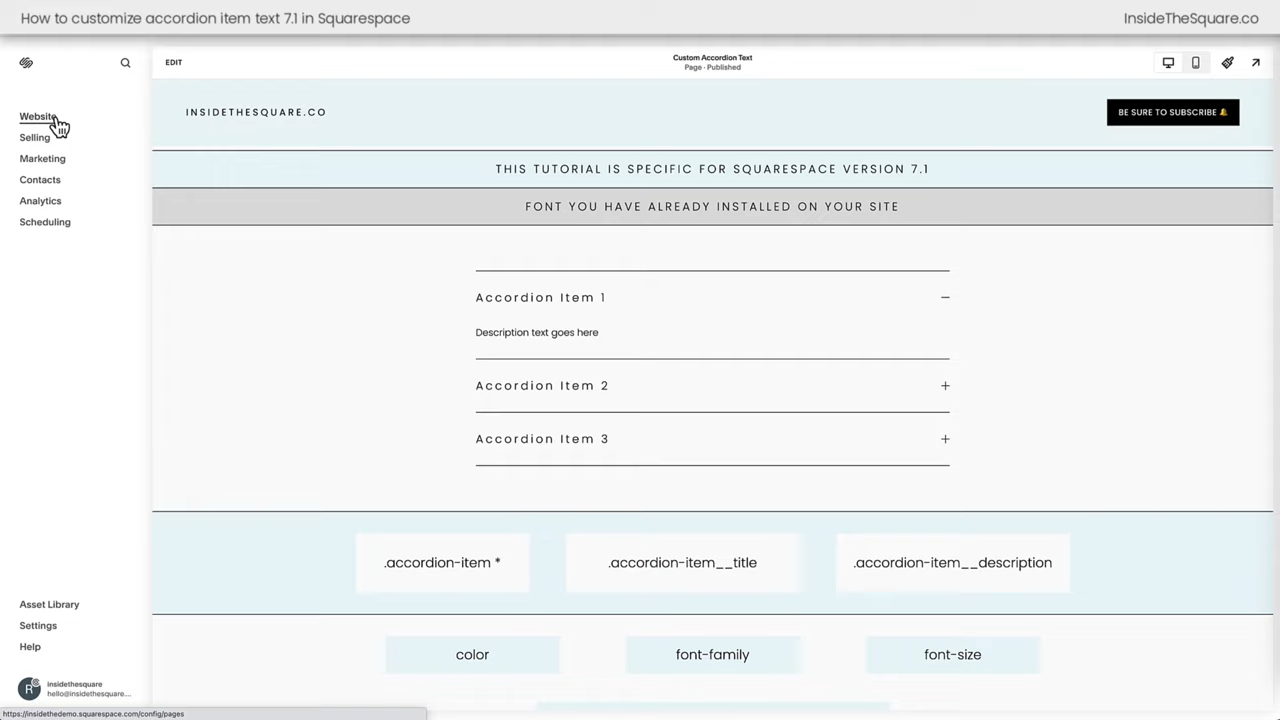 How to customize accordion item text 7.1 in Squarespace
InsideTheSquare.co
EDIT
Custom Accordion Text
Page · Published
Website
Selling
Marketing
Contacts
Analytics
Scheduling
INSIDETHESQUARE.CO
BE SURE TO SUBSCRIBE 🔔
THIS TUTORIAL IS SPECIFIC FOR SQUARESPACE VERSION 7.1
FONT YOU HAVE ALREADY INSTALLED ON YOUR SITE
Accordion Item 1
Description text goes here
Accordion Item 2
Accordion Item 3
.accordion-item *
.accordion-item__title
.accordion-item__description
color
font-family
font-size
Asset Library
Settings
Help
R
insidethesquare
hello@insidethesquare...
https://insidethedemo.squarespace.com/config/pages